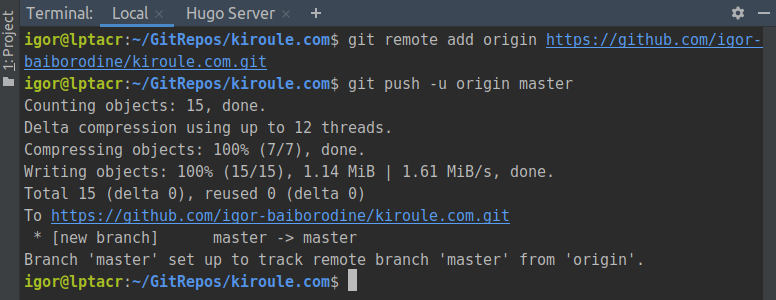 Terminal: Local × Hugo Server × +
1: Project
igor@lptacr:~/GitRepos/kiroule.com$ git remote add origin https://github.com/igor-
baiborodine/kiroule.com.git
igor@lptacr:~/GitRepos/kiroule.com$ git push -u origin master
Counting objects: 15, done.
Delta compression using up to 12 threads.
Compressing objects: 100% (7/7), done.
Writing objects: 100% (15/15), 1.14 MiB | 1.61 MiB/s, done.
Total 15 (delta 0), reused 0 (delta 0)
To https://github.com/igor-baiborodine/kiroule.com.git
 * [new branch]      master -> master
Branch 'master' set up to track remote branch 'master' from 'origin'.
igor@lptacr:~/GitRepos/kiroule.com$